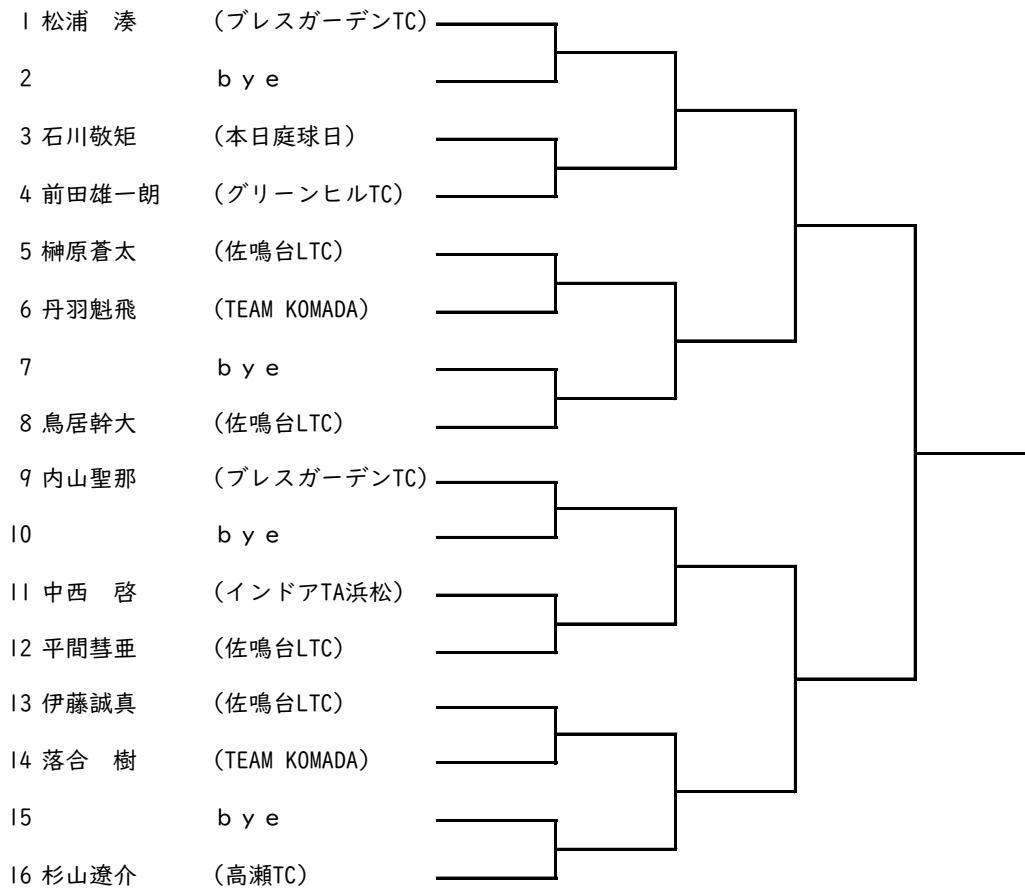 1 松浦　湊 (ブレスガーデンTC)
2 ｂｙｅ
3 石川敬矩 (本日庭球日)
4 前田雄一朗 (グリーンヒルTC)
5 榊原蒼太 (佐鳴台LTC)
6 丹羽魁飛 (TEAM KOMADA)
7 ｂｙｅ
8 鳥居幹大 (佐鳴台LTC)
9 内山聖那 (ブレスガーデンTC)
10 ｂｙｅ
11 中西　啓 (インドアTA浜松)
12 平間彗亜 (佐鳴台LTC)
13 伊藤誠真 (佐鳴台LTC)
14 落合　樹 (TEAM KOMADA)
15 ｂｙｅ
16 杉山遼介 (高瀬TC)